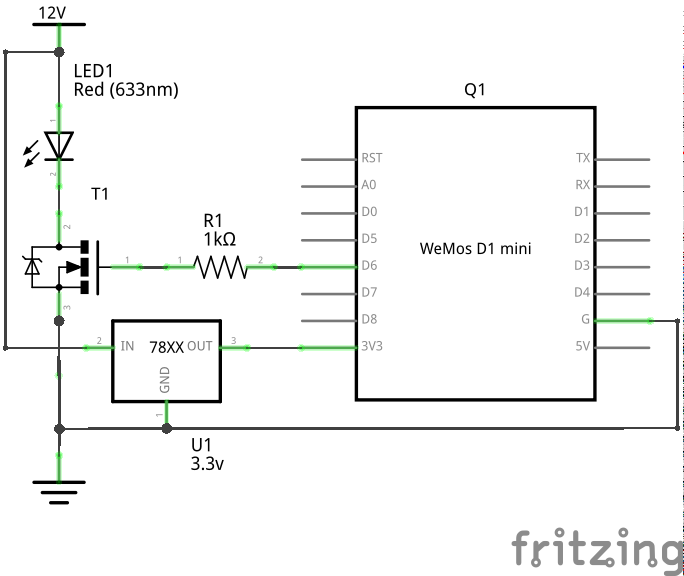 12V
LED1
Red (633nm)
1
2
T1
2
1
3
R1
1kΩ
1
2
Q1
WeMos D1 mini
RST
A0
D0
D5
D6
D7
D8
3V3
TX
RX
D1
D2
D3
D4
G
5V
2
IN
78XX
OUT
3
GND
1
U1
3.3v
fritzing